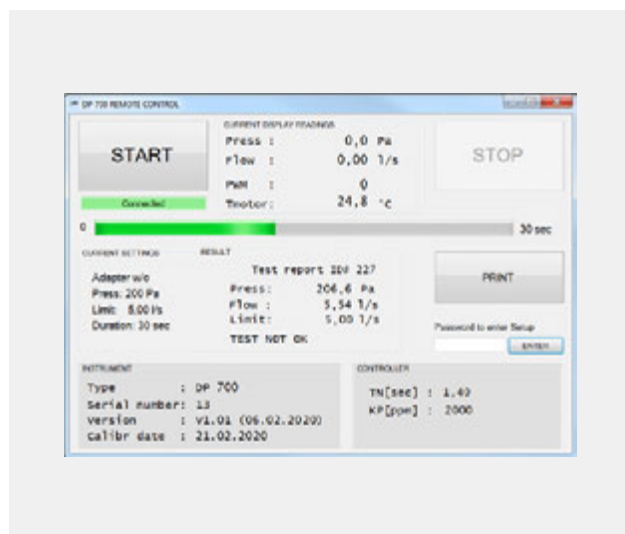 DP 700 REMOTE CONTROL
START
Connected
CURRENT DISPLAY READINGS
Press : 0,0 Pa
Flow : 0,00 l/s
PWM : 0
Tmotor: 24,8 °C
STOP
0
30 sec
CURRENT SETTINGS
Adapter w/o
Press: 200 Pa
Limit: 5,00 l/s
Duration: 30 sec
RESULT
Test report ID# 227
Press: 206,6 Pa
Flow : 5,54 l/s
Limit: 5,00 l/s
TEST NOT OK
PRINT
Password to enter Setup
ENTER
INSTRUMENT
Type : DP 700
Serial number: 13
Version : V1.01 (06.02.2020)
Calibr date : 21.02.2020
CONTROLLER
TN[sec] : 1.40
KP[ppm] : 2000